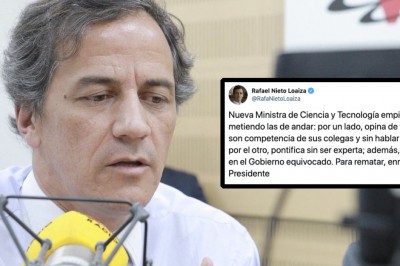 Rafael Nieto Loaiza
@RafaNietoLoaiza
Nueva Ministra de Ciencia y Tecnología empi
metiendo las de andar: por un lado, opina de
son competencia de sus colegas y sin hablar
por el otro, pontifica sin ser experta; además,
en el Gobierno equivocado. Para rematar, enr
Presidente